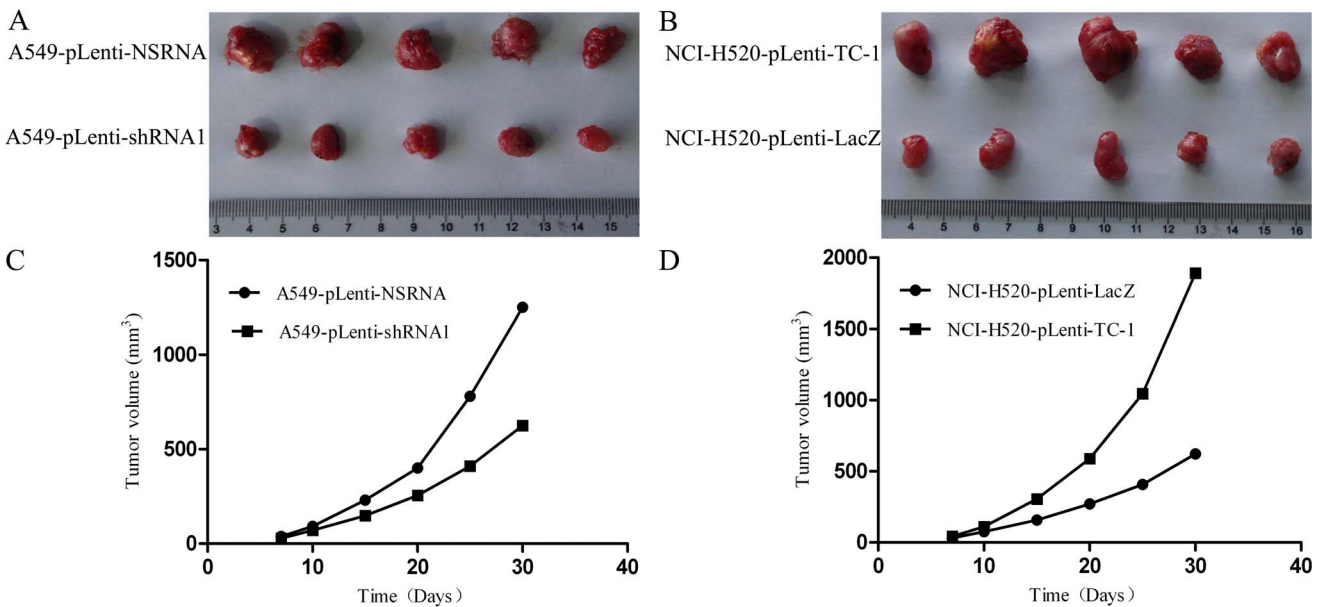 A
A549-pLenti-NSRNA
A549-pLenti-shRNA1
3 4 5 6 7 8 9 10 11 12 13 14 15
B
NCI-H520-pLenti-TC-1
NCI-H520-pLenti-LacZ
4 5 6 7 8 9 10 11 12 13 14 15 16
C
1500
1000
500
0
Tumor volume (mm³)
A549-pLenti-NSRNA
A549-pLenti-shRNA1
0 10 20 30 40
Time (Days)
D
2000
1500
1000
500
0
Tumor volume (mm³)
NCI-H520-pLenti-LacZ
NCI-H520-pLenti-TC-1
0 10 20 30 40
Time (Days)